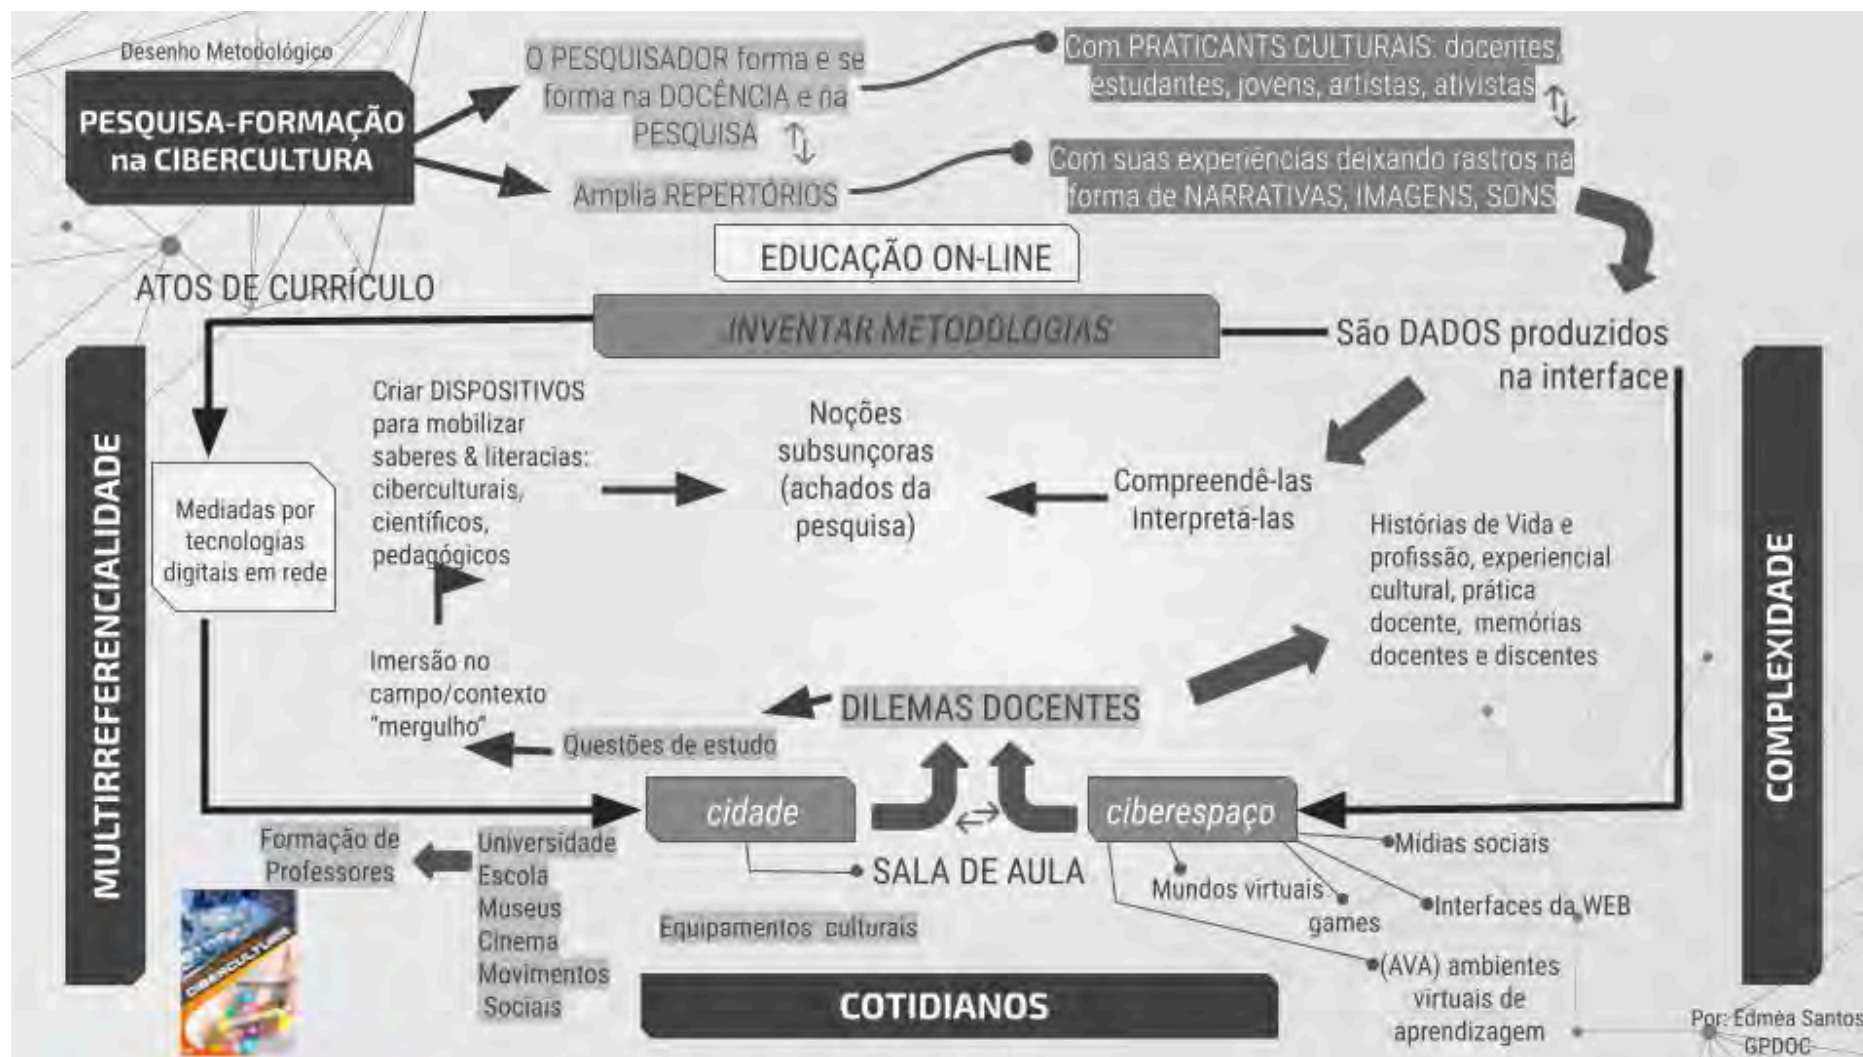 Desenho Metodológico
PESQUISA-FORMAÇÃO
na CIBERCULTURA
O PESQUISADOR forma e se
forma na DOCÊNCIA e na
PESQUISA
Amplia REPERTÓRIOS
Com PRATICANTS CULTURAIS: docentes,
estudantes, jovens, artistas, ativistas
Com suas experiências deixando rastros na
forma de NARRATIVAS, IMAGENS, SONS
EDUCAÇÃO ON-LINE
ATOS DE CURRÍCULO
INVENTAR METODOLOGIAS
São DADOS produzidos
na interface
MULTIRREFERENCIALIDADE
Mediadas por
tecnologias
digitais em rede
Criar DISPOSITIVOS
para mobilizar
saberes & literacias:
ciberculturais,
científicos,
pedagógicos
Noções
subsunçoras
(achados da
pesquisa)
Compreendê-las
Interpretá-las
Histórias de Vida e
profissão, experiencial
cultural, prática
docente, memórias
docentes e discentes
COMPLEXIDADE
Imersão no
campo/contexto
"mergulho"
DILEMAS DOCENTES
Questões de estudo
cidade
ciberespaço
Formação de
Professores
Universidade
Escola
Museus
Cinema
Movimentos
Sociais
SALA DE AULA
Equipamentos culturais
Mundos virtuais
games
Mídias sociais
Interfaces da WEB
(AVA) ambientes
virtuais de
aprendizagem
CIBERCULTURA
COTIDIANOS
Por: Edméa Santos
GPDOC